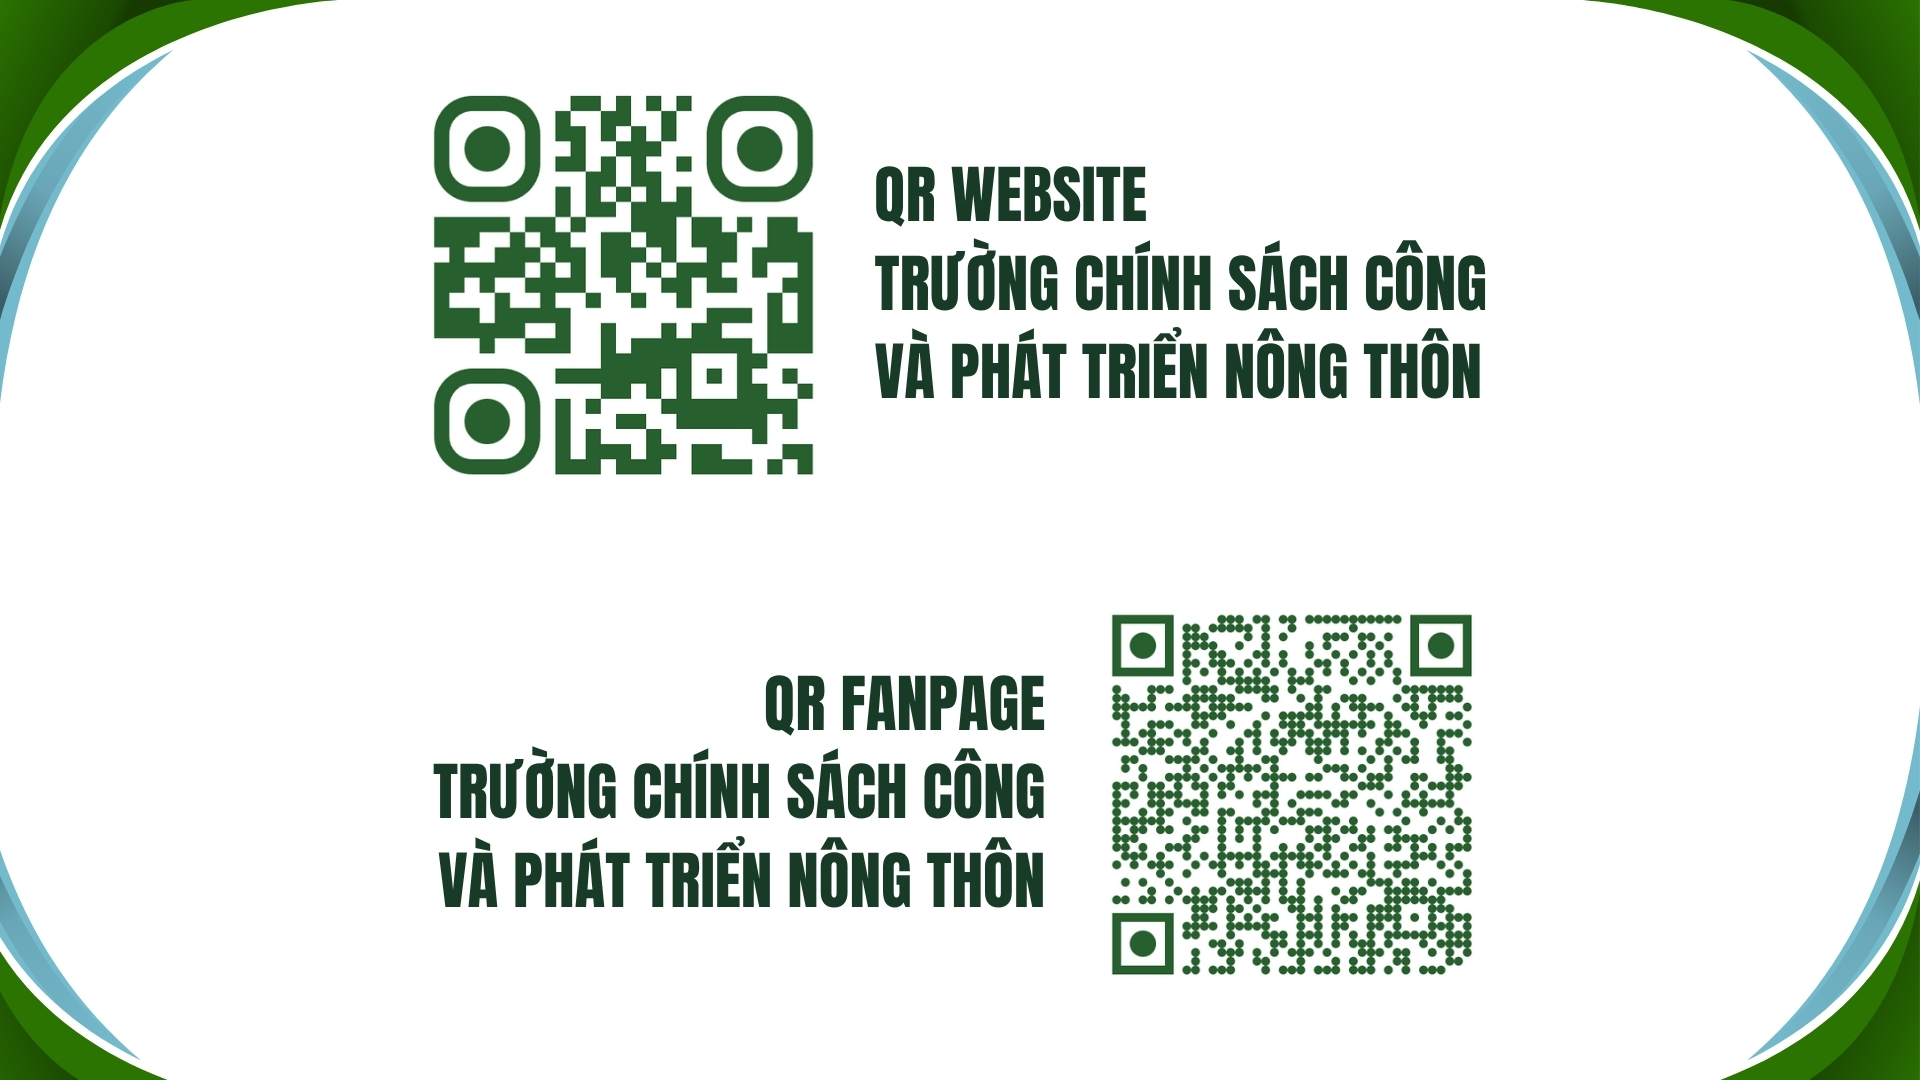 QR WEBSITE
TRƯỜNG CHÍNH SÁCH CÔNG
VÀ PHÁT TRIỂN NÔNG THÔN
QR FANPAGE
TRƯỜNG CHÍNH SÁCH CÔNG
VÀ PHÁT TRIỂN NÔNG THÔN